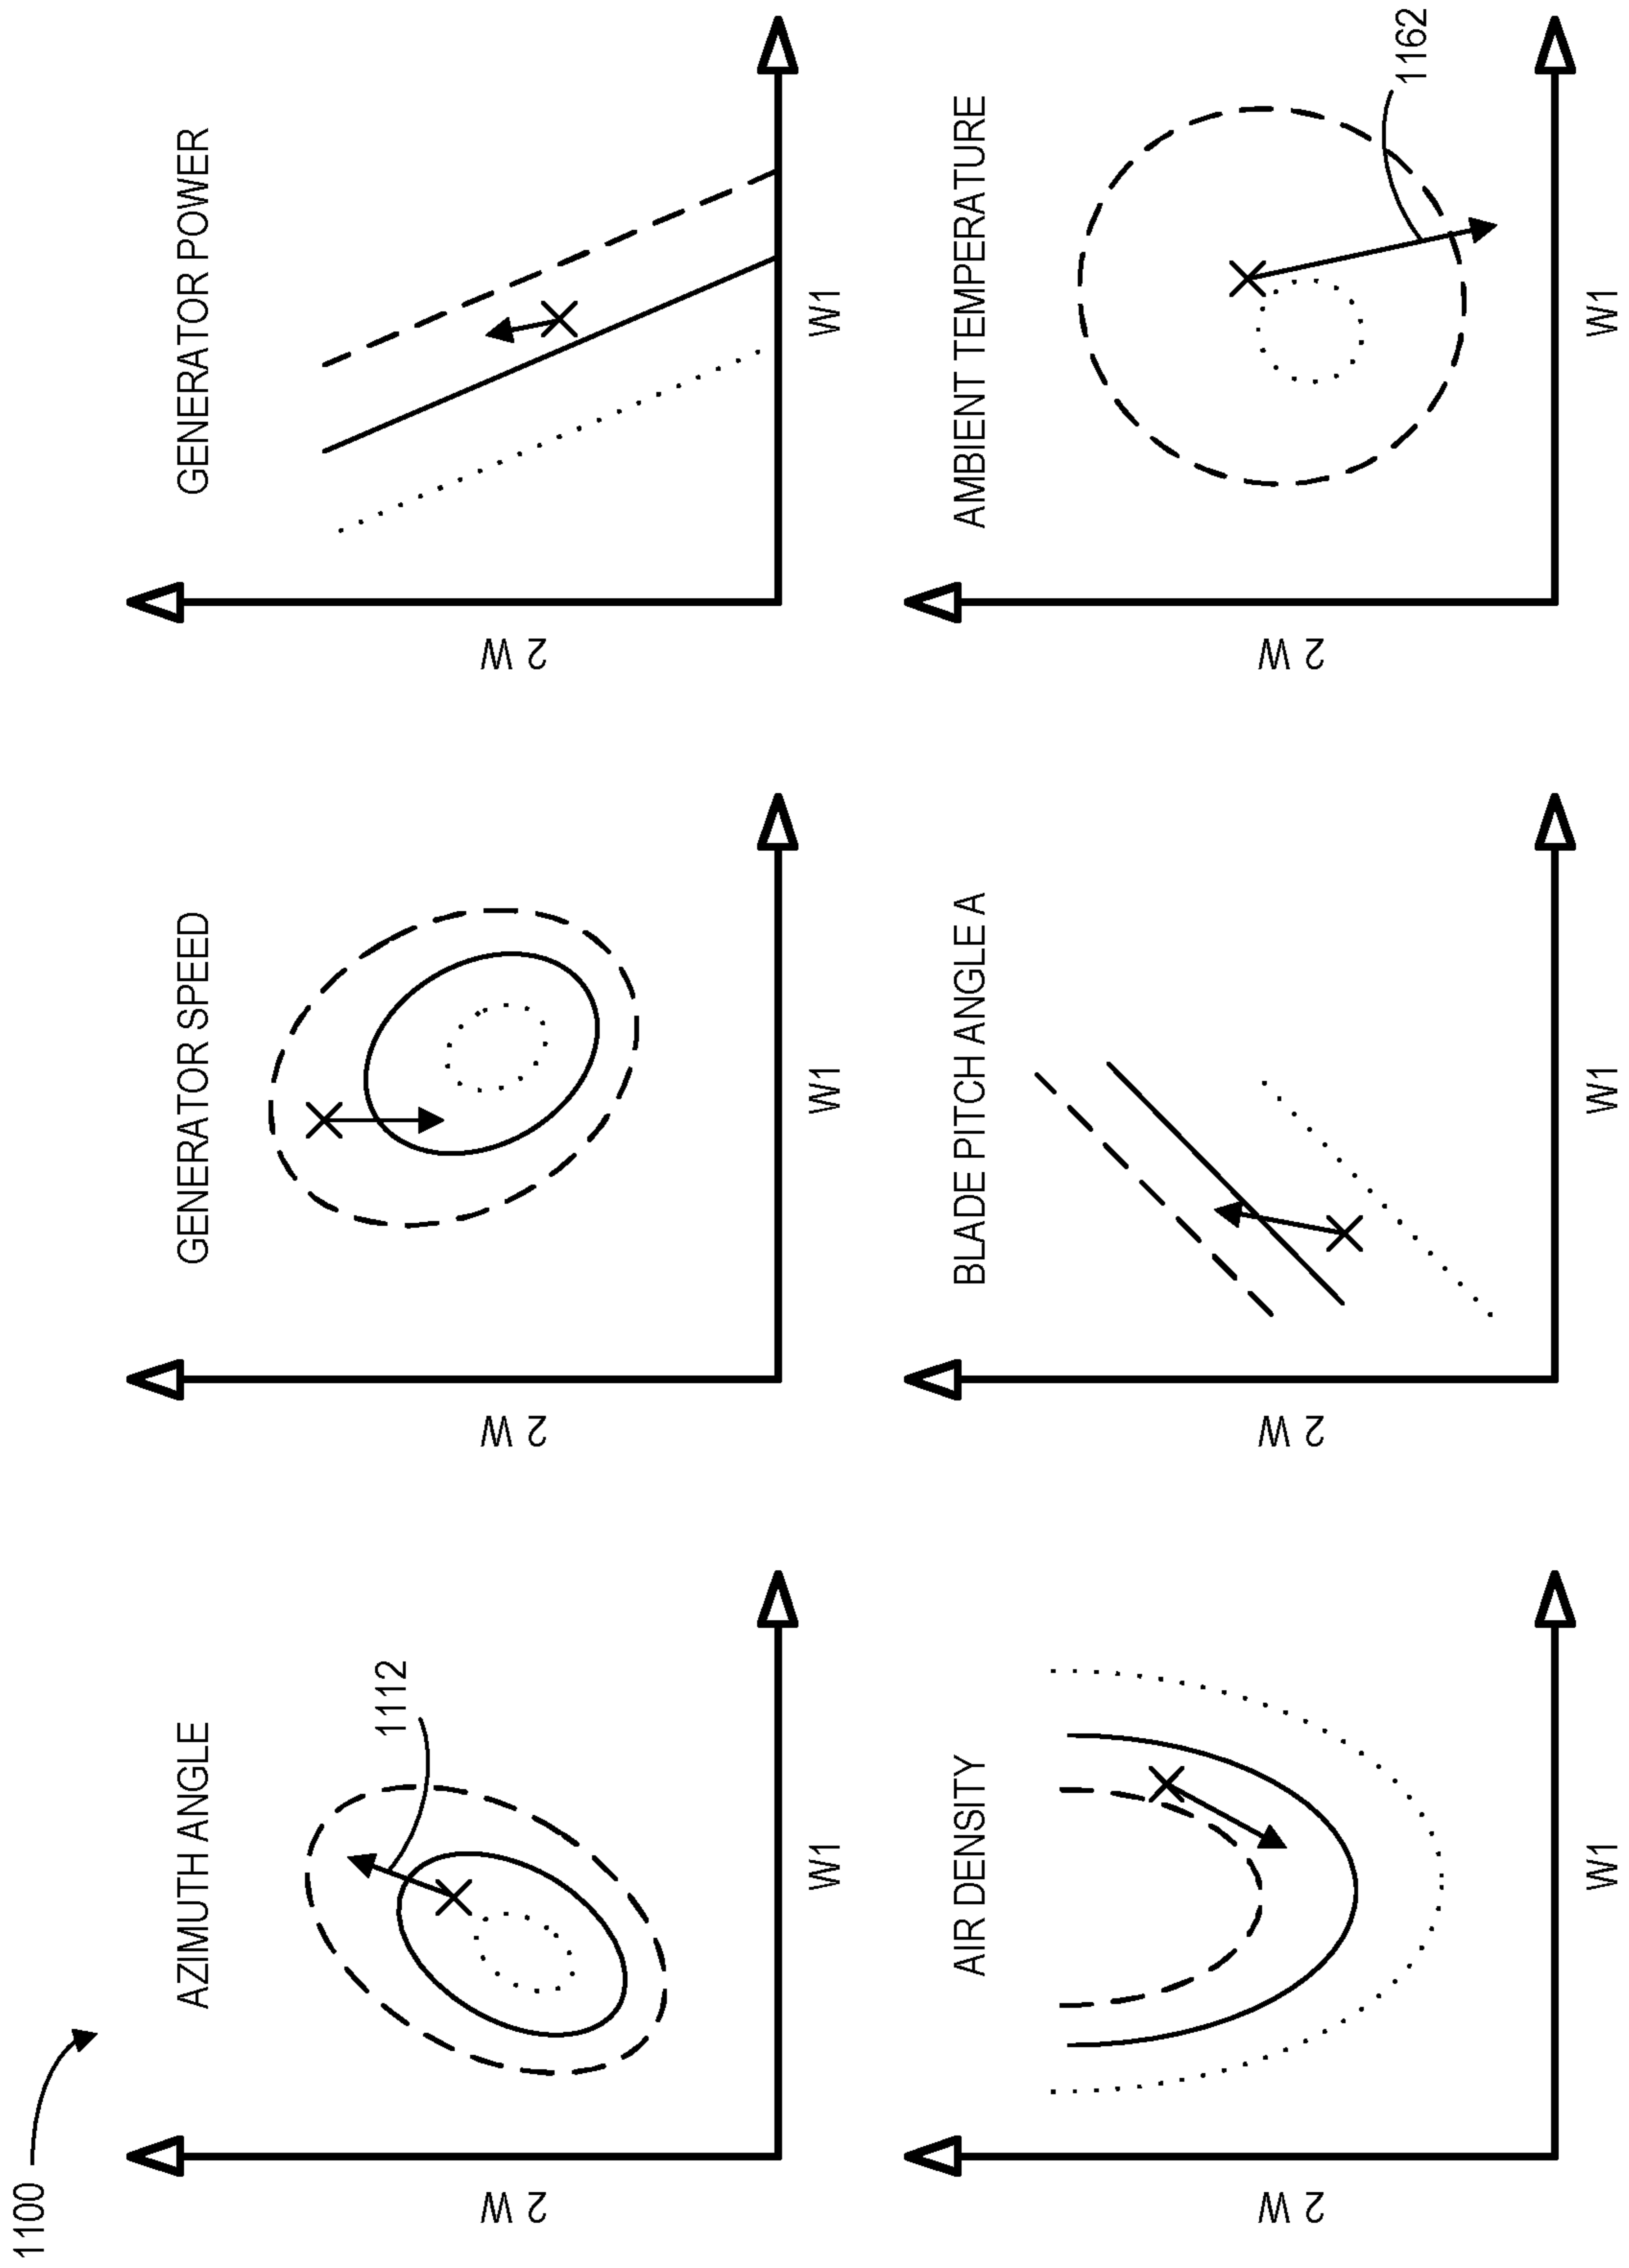 1100
AZIMUTH ANGLE
1112
2 W
W1
GENERATOR SPEED
2 W
W1
GENERATOR POWER
2 W
W1
AIR DENSITY
2 W
W1
BLADE PITCH ANGLE A
2 W
W1
AMBIENT TEMPERATURE
1162
2 W
W1